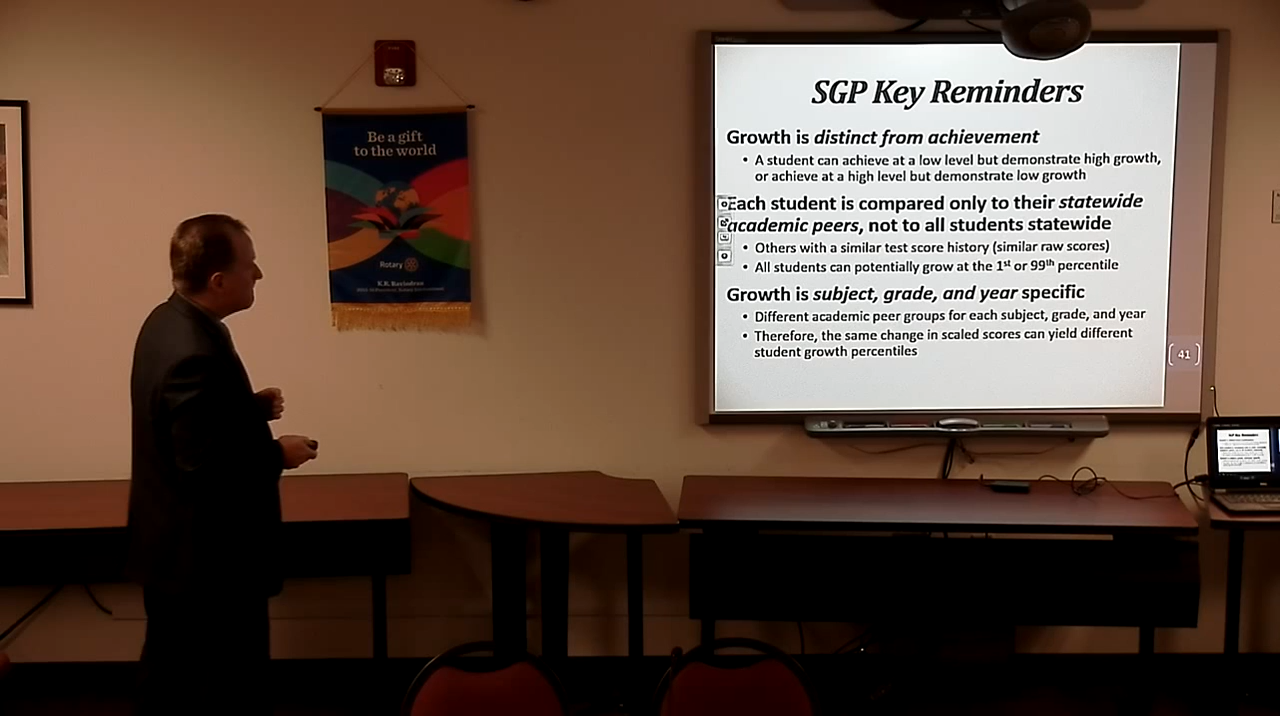 Be a gift
to the world
Rotary
K.R. Ravindran
SGP Key Reminders
Growth is distinct from achievement
• A student can achieve at a low level but demonstrate high growth,
or achieve at a high level but demonstrate low growth
Each student is compared only to their statewide
academic peers, not to all students statewide
• Others with a similar test score history (similar raw scores)
• All students can potentially grow at the 1st or 99th percentile
Growth is subject, grade, and year specific
• Different academic peer groups for each subject, grade, and year
• Therefore, the same change in scaled scores can yield different
student growth percentiles
41
SGP Key Reminders